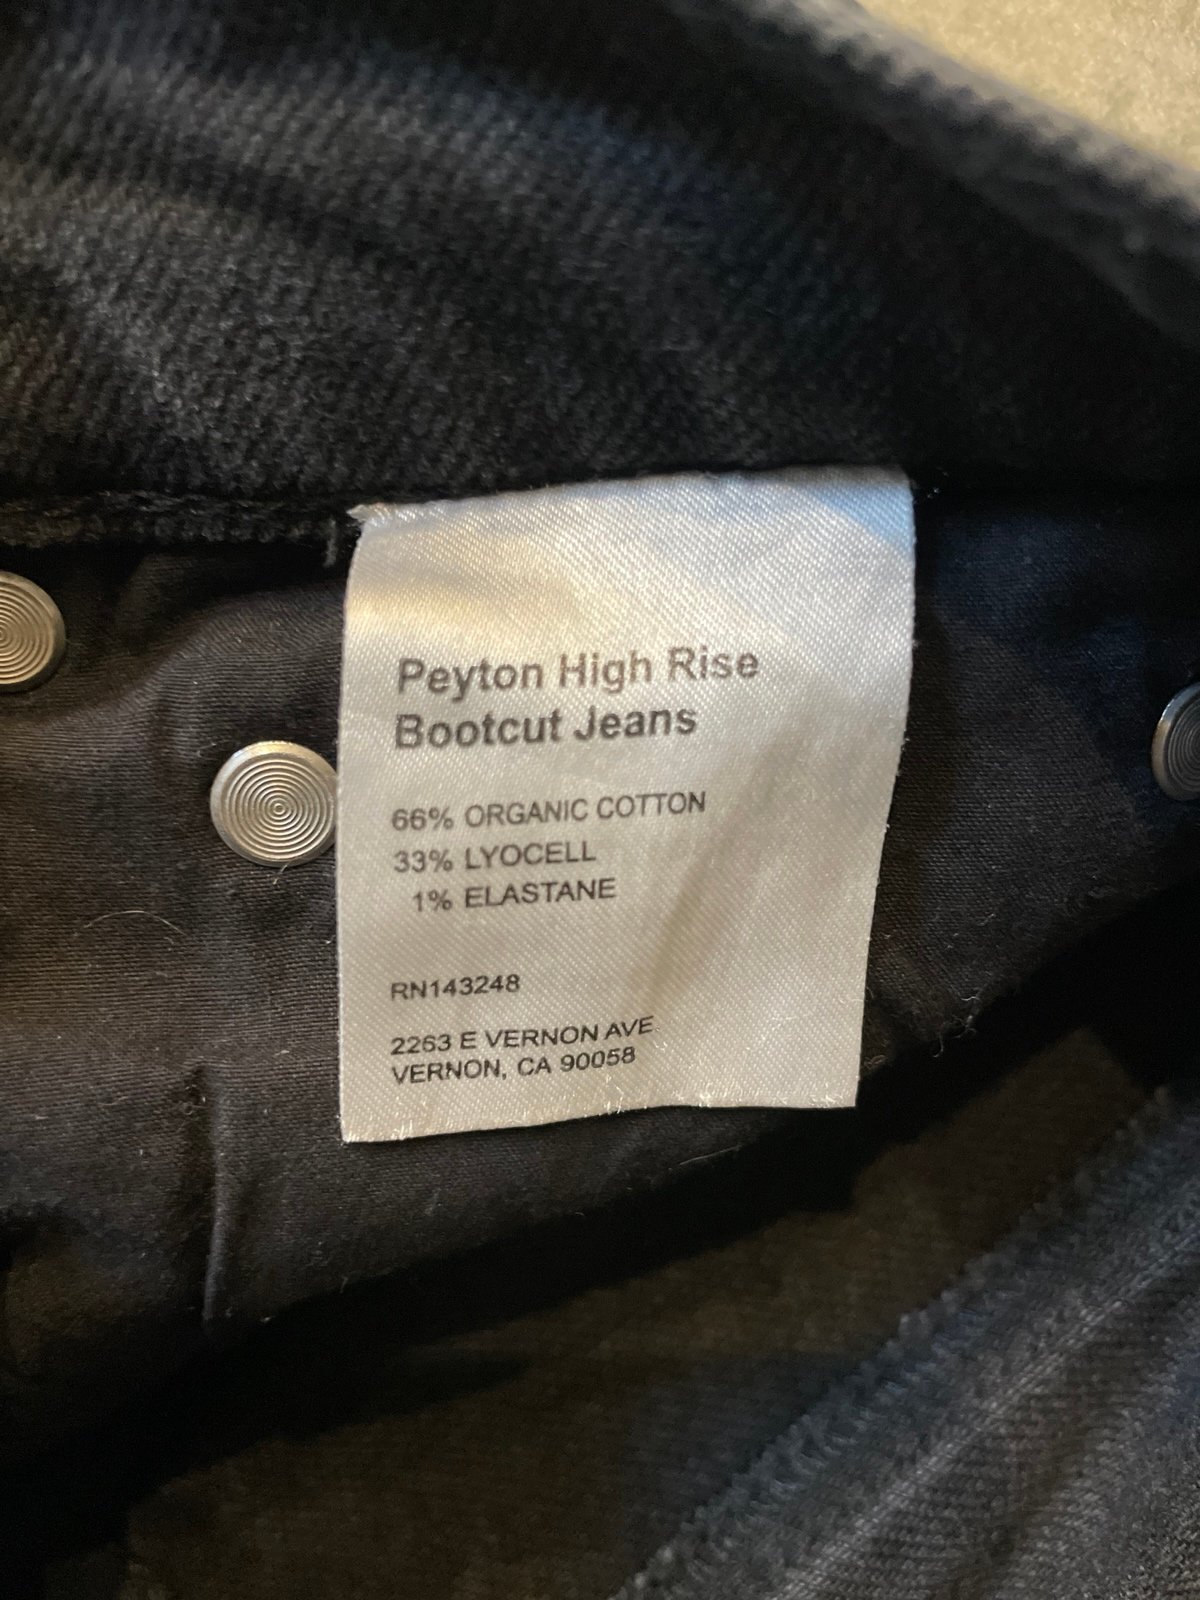 Peyton High Rise
Bootcut Jeans
66% ORGANIC COTTON
33% LYOCELL
1% ELASTANE
RN143248
2263 E VERNON AVE
VERNON, CA 90058